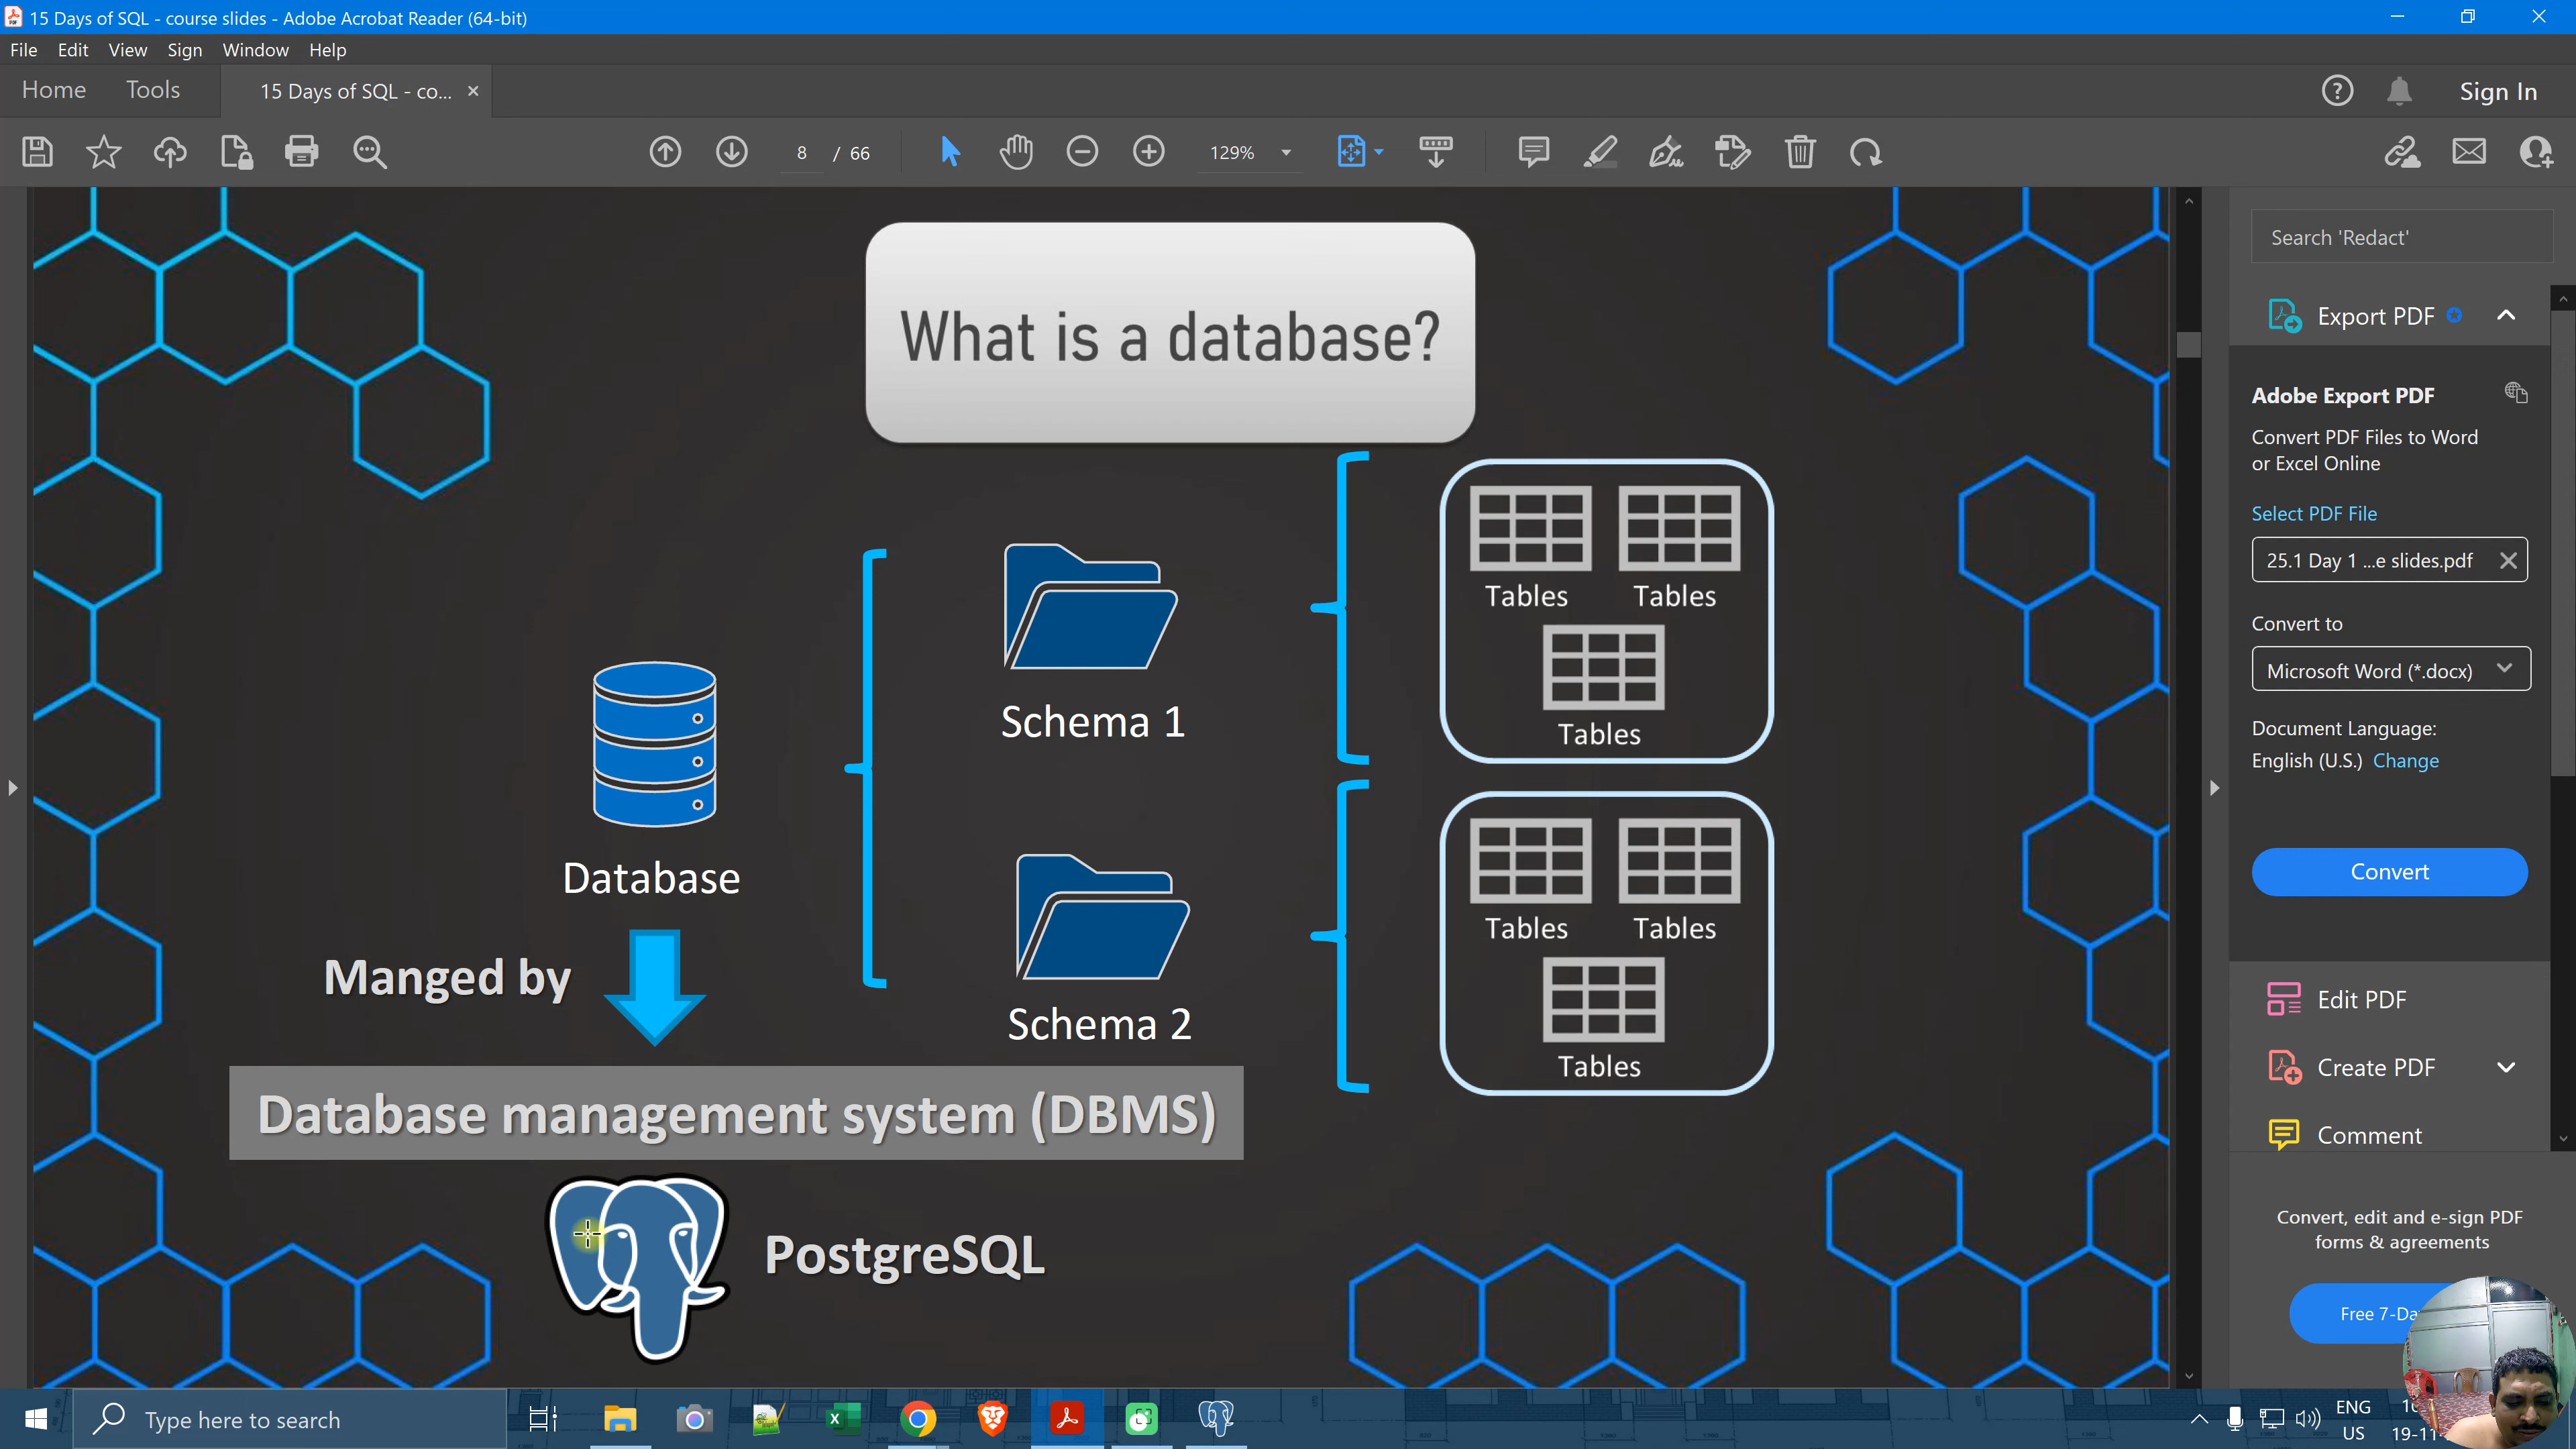 15 Days of SQL - course slides - Adobe Acrobat Reader (64-bit)
File Edit View Sign Window Help
Home Tools 15 Days of SQL - co... Sign In
8 / 66 129%
What is a database?
Tables Tables
Tables
Schema 1
Database
Tables Tables
Tables
Schema 2
Manged by
Database management system (DBMS)
PostgreSQL
Search 'Redact'
Export PDF
Adobe Export PDF
Convert PDF Files to Word
or Excel Online
Select PDF File
25.1 Day 1 ...e slides.pdf
Convert to
Microsoft Word (*.docx)
Document Language:
English (U.S.) Change
Convert
Edit PDF
Create PDF
Comment
Convert, edit and e-sign PDF
forms & agreements
Free 7-Da
Type here to search
ENG
US
19-11